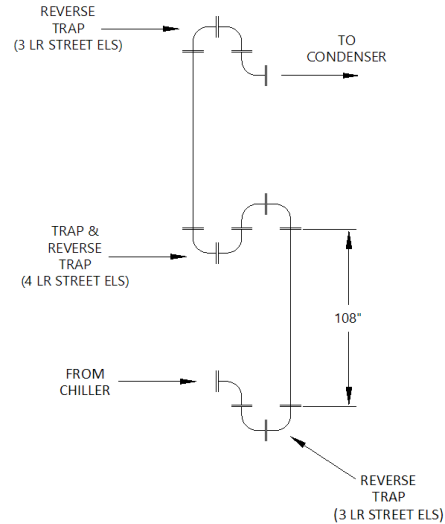 REVERSE
TRAP
(3 LR STREET ELS)
TO
CONDENSER
TRAP &
REVERSE
TRAP
(4 LR STREET ELS)
108"
FROM
CHILLER
REVERSE
TRAP
(3 LR STREET ELS)